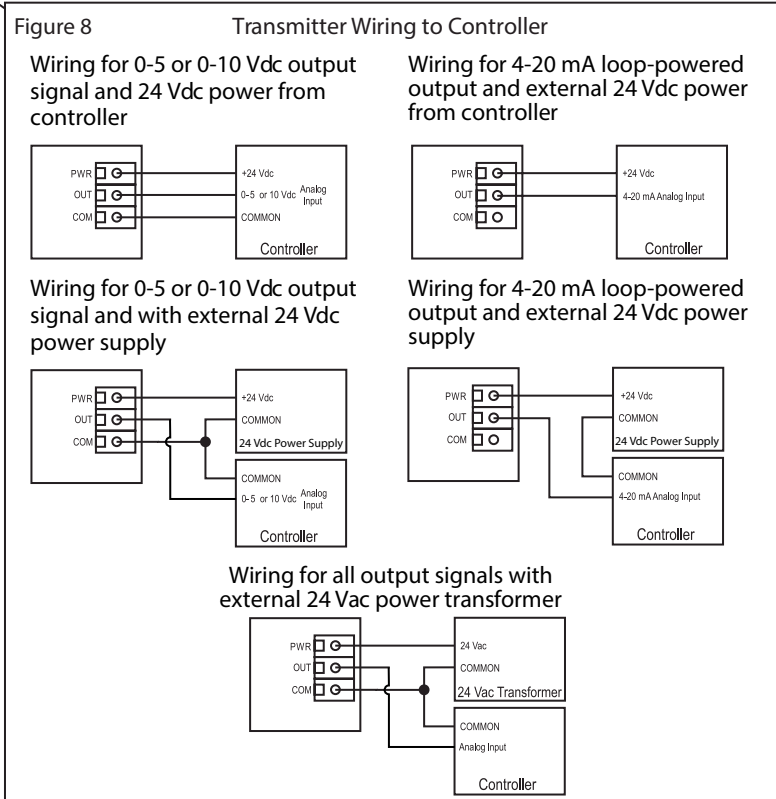 Figure 8
Transmitter Wiring to Controller
Wiring for 0-5 or 0-10 Vdc output
signal and 24 Vdc power from
controller
PWR
OUT
COM
+24 Vdc
0-5 or 10 Vdc Analog
Input
COMMON
Controller
Wiring for 4-20 mA loop-powered
output and external 24 Vdc power
from controller
PWR
OUT
COM
+24 Vdc
4-20 mA Analog Input
Controller
Wiring for 0-5 or 0-10 Vdc output
signal and with external 24 Vdc
power supply
PWR
OUT
COM
+24 Vdc
COMMON
24 Vdc Power Supply
COMMON
0-5 or 10 Vdc Analog
Input
Controller
Wiring for 4-20 mA loop-powered
output and external 24 Vdc power
supply
PWR
OUT
COM
+24 Vdc
COMMON
24 Vdc Power Supply
COMMON
4-20 mA Analog Input
Controller
Wiring for all output signals with
external 24 Vac power transformer
PWR
OUT
COM
24 Vac
COMMON
24 Vac Transformer
COMMON
Analog Input
Controller